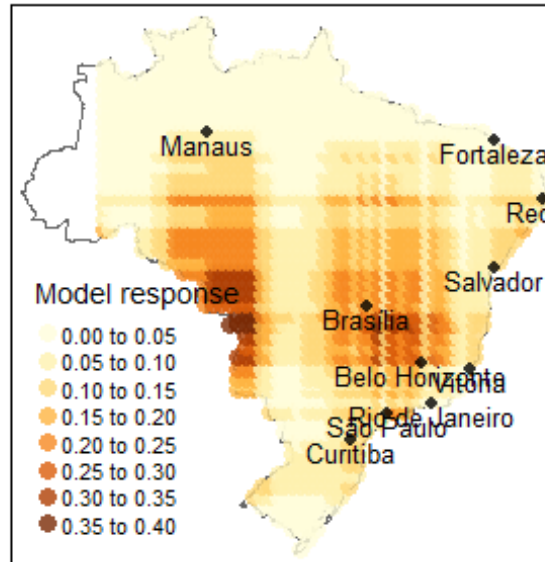 Manaus
Fortaleza
Rec
Salvador
Model response
Brasília
0.00 to 0.05
0.05 to 0.10
Belo Horizonte
Vitória
0.10 to 0.15
Rio de Janeiro
0.15 to 0.20
São Paulo
0.20 to 0.25
Curitiba
0.25 to 0.30
0.30 to 0.35
0.35 to 0.40